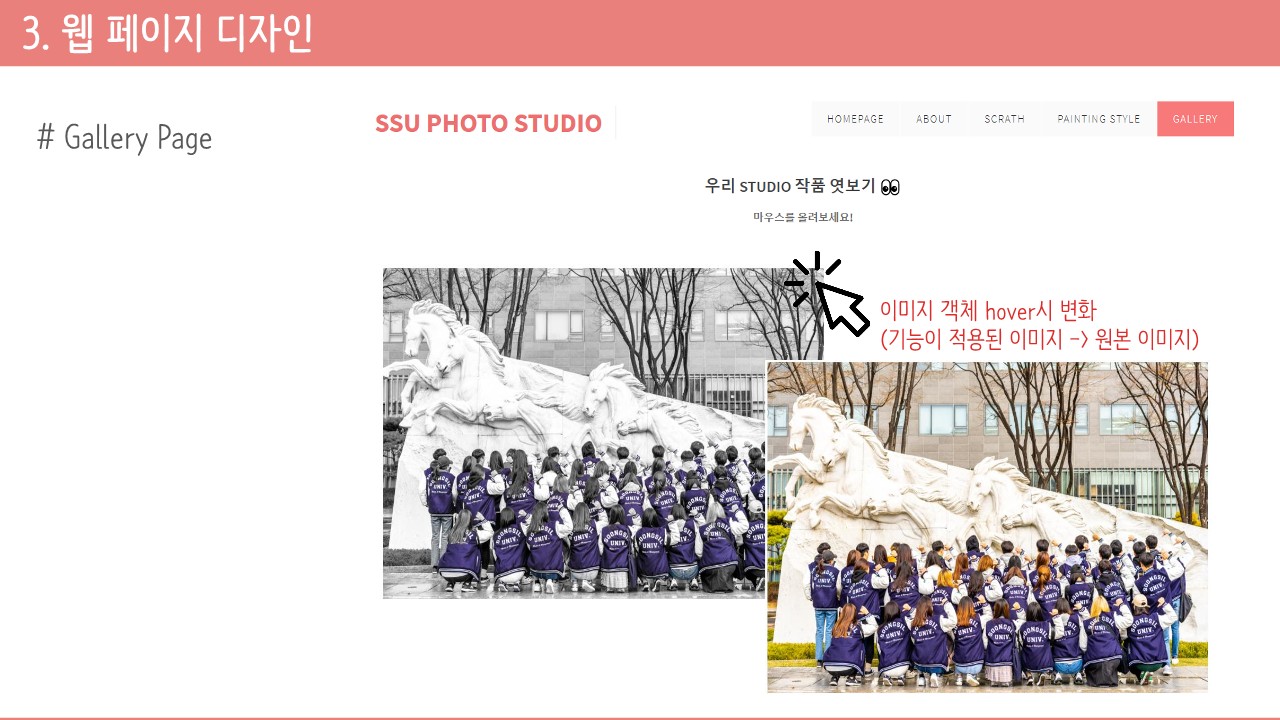 3. 웹 페이지 디자인
# Gallery Page
SSU PHOTO STUDIO
HOMEPAGE
ABOUT
SCRATH
PAINTING STYLE
GALLERY
우리 STUDIO 작품 엿보기
마우스를 올려보세요!
이미지 객체 hover시 변화
(기능이 적용된 이미지 -> 원본 이미지)
SOONGSIL
UNIV.